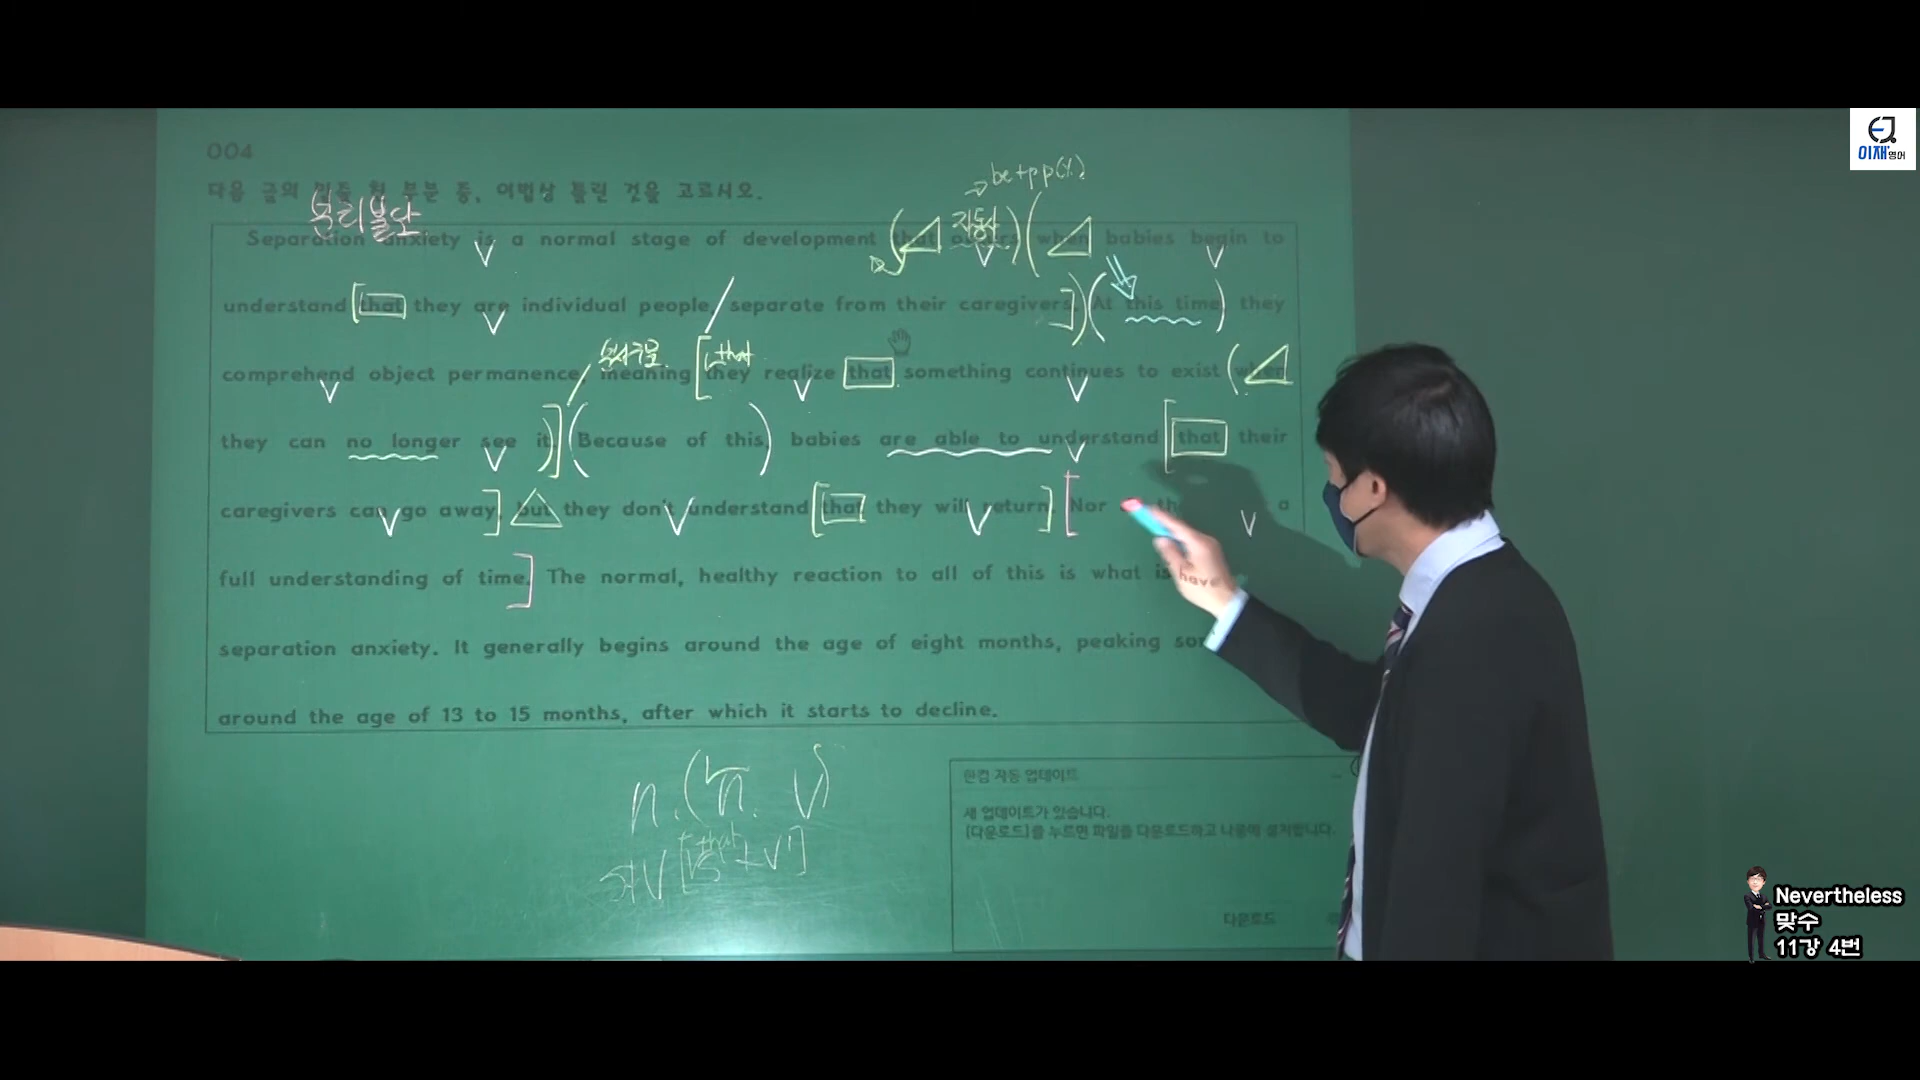 004
다음 글의 밑줄 친 부분 중, 어법상 틀린 것을 고르시오.
분리불안
→ be+pp(X)
자동사
Separation anxiety is a normal stage of development that occurs when babies begin to
understand that they are individual people, separate from their caregivers. At this time they
분사구문
that
comprehend object permanence, meaning they realize that something continues to exist when
they can no longer see it. Because of this, babies are able to understand that their
caregivers can go away, but they don't understand that they will return. Nor a
full understanding of time. The normal, healthy reaction to all of this is what is have
separation anxiety. It generally begins around the age of eight months, peaking
around the age of 13 to 15 months, after which it starts to decline.
n. ( n. V)
S+V [that S+V']
한컴 자동 업데이트
새 업데이트가 있습니다.
[다운로드]를 누르면 파일을 다운로드하고 나중에 설치합니다.
다운로드
EJ
이재영어
Nevertheless
맞수
11강 4번